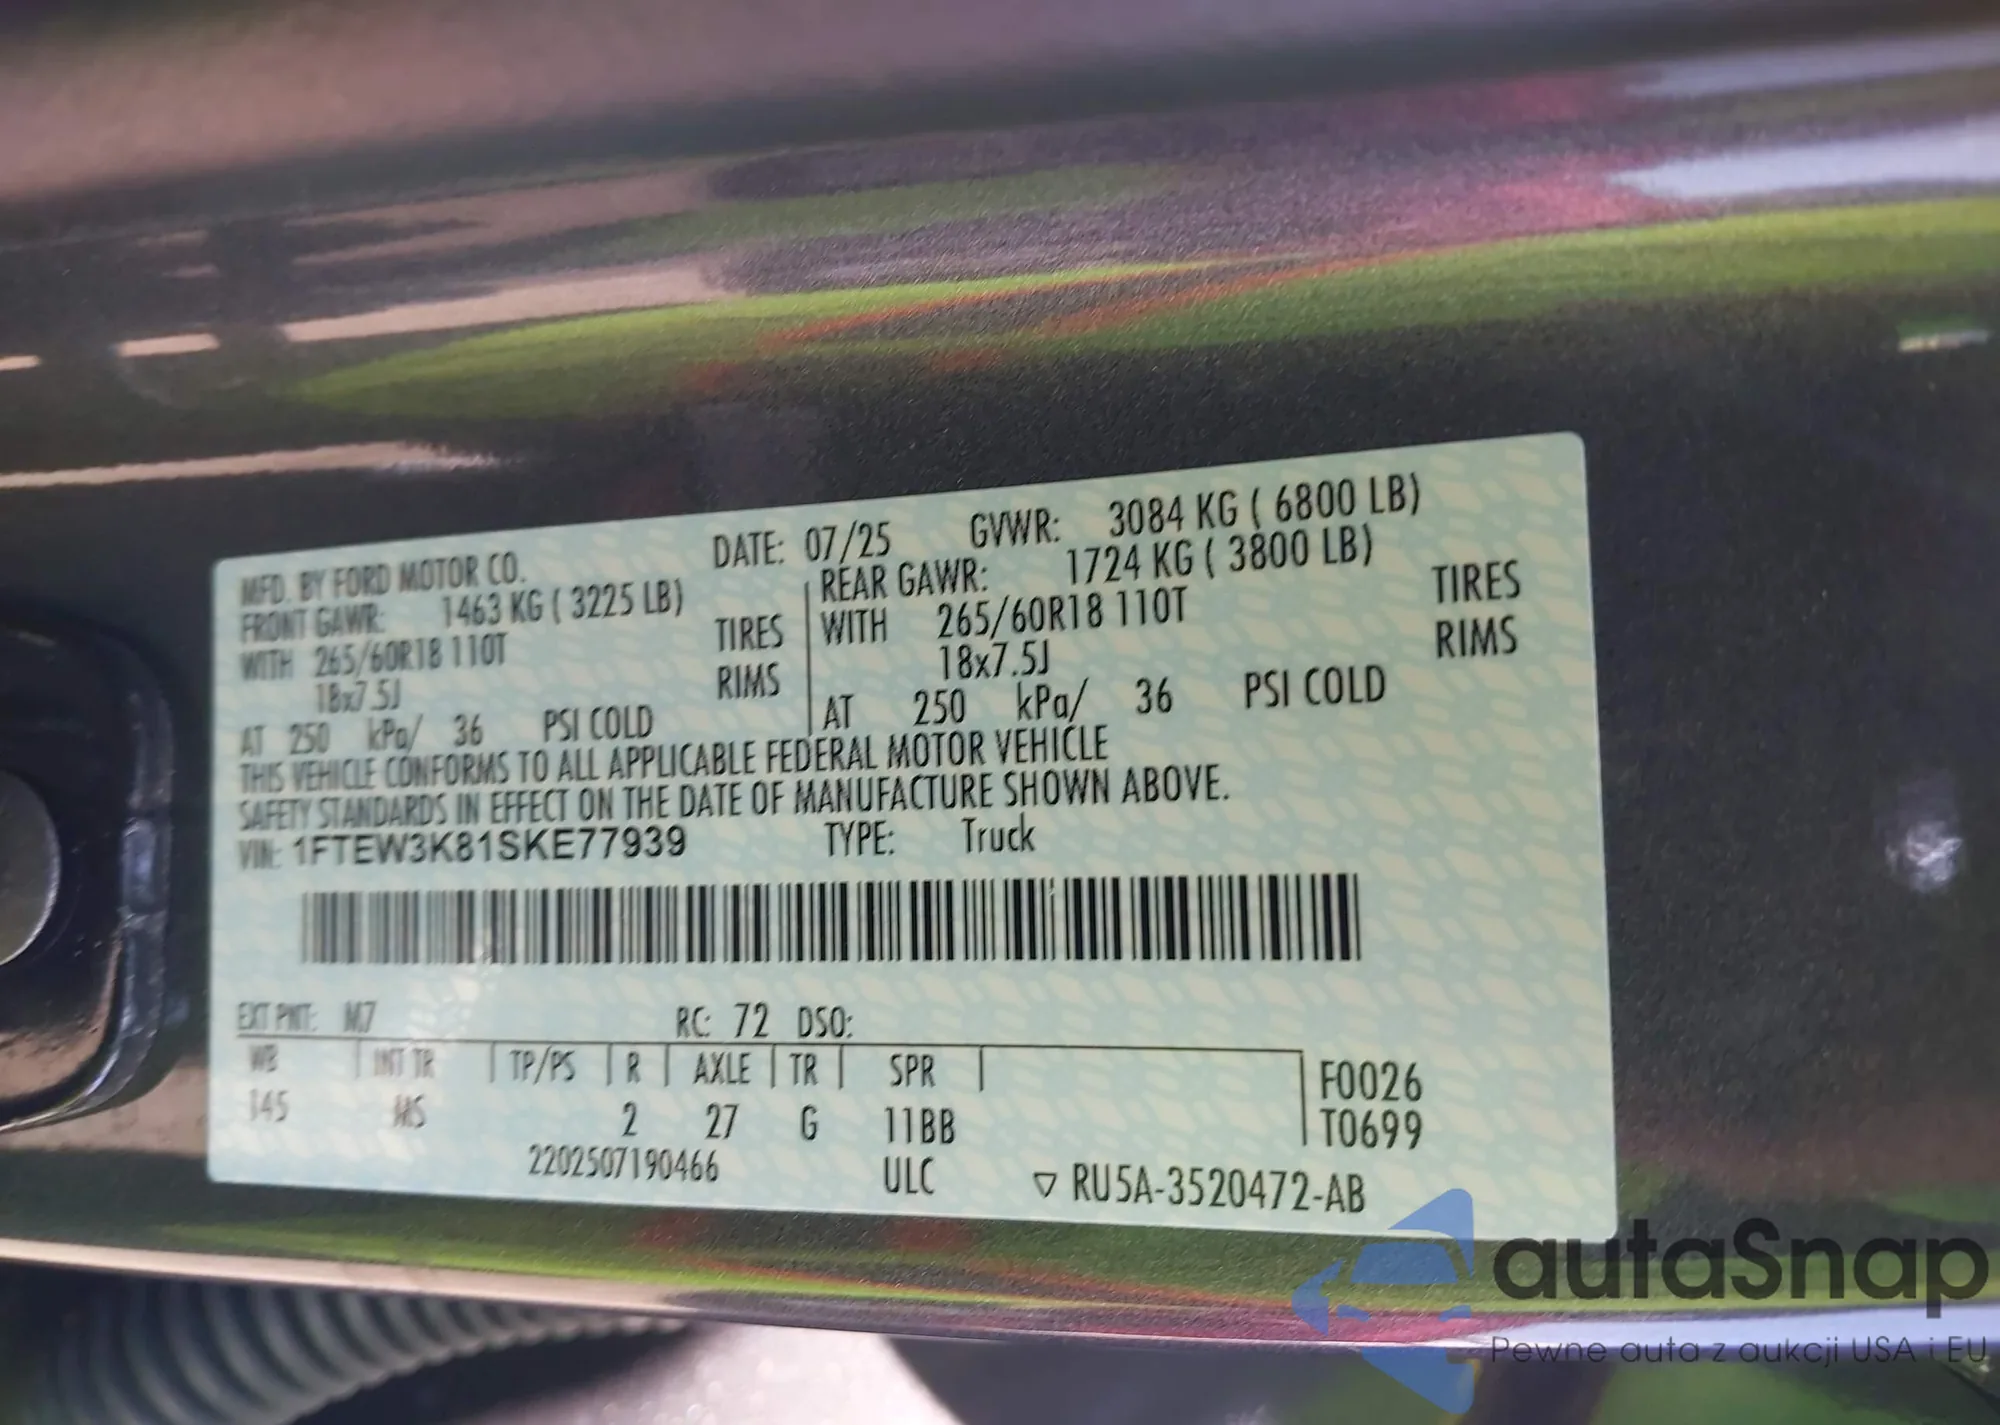 MFD. BY FORD MOTOR CO. DATE: 07/25 GVWR: 3084 KG ( 6800 LB)
FRONT GAWR: 1463 KG ( 3225 LB) REAR GAWR: 1724 KG ( 3800 LB)
WITH 265/60R18 110T TIRES WITH 265/60R18 110T TIRES
18x7.5J RIMS 18x7.5J RIMS
AT 250 kPa/ 36 PSI COLD AT 250 kPa/ 36 PSI COLD
THIS VEHICLE CONFORMS TO ALL APPLICABLE FEDERAL MOTOR VEHICLE
SAFETY STANDARDS IN EFFECT ON THE DATE OF MANUFACTURE SHOWN ABOVE.
VIN: 1FTEW3K81SKE77939 TYPE: Truck
EXT PNT: M7 RC: 72 DSO:
WB INT TR TP/PS R AXLE TR SPR F0026
145 2 27 G 11BB T0699
2202507190466 ULC ▽ RU5A-3520472-AB
autaSnap
Pewne auta z aukcji USA i EU